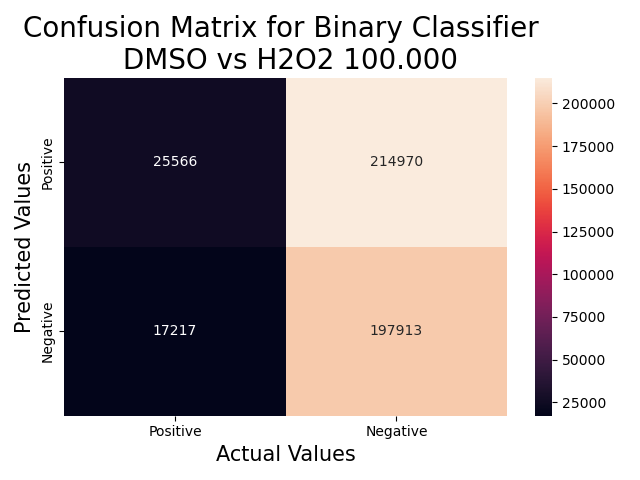 Confusion Matrix for Binary Classifier
DMSO vs H2O2 100.000
Predicted Values
Positive
Negative
25566
214970
17217
197913
Positive
Negative
Actual Values
200000
175000
150000
125000
100000
75000
50000
25000